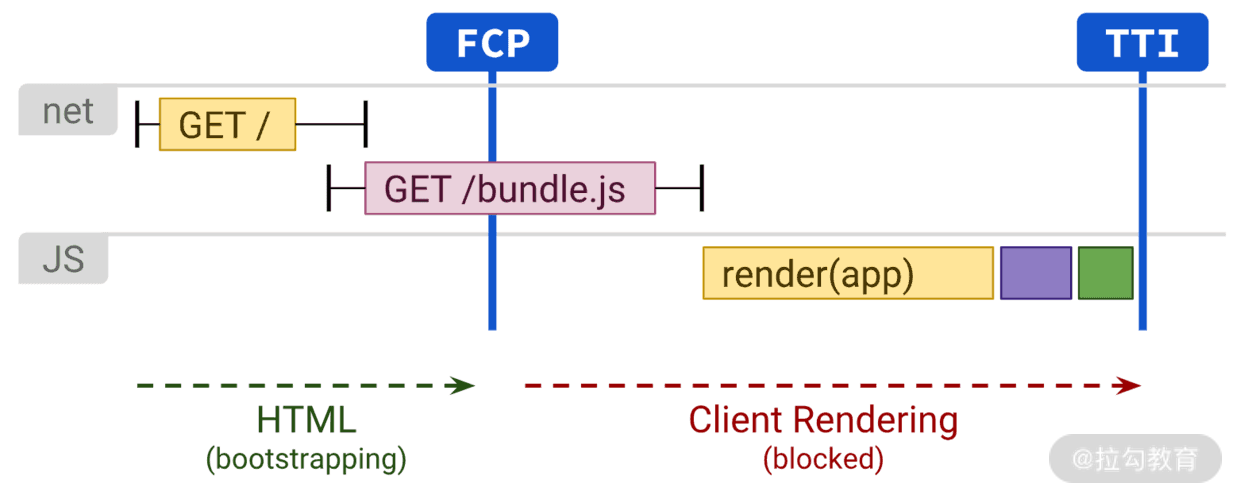 FCP
TTI
net
GET /
GET /bundle.js
JS
render(app)
HTML
(bootstrapping)
Client Rendering
(blocked)
@拉勾教育